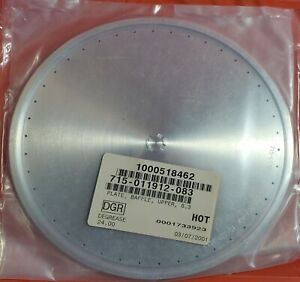 1000518462
715-011912-083
PLATE, BAFFLE, UPPER, 8.3
DGR
HOT
0001733923
DEGREASE
24.00
03/07/2001